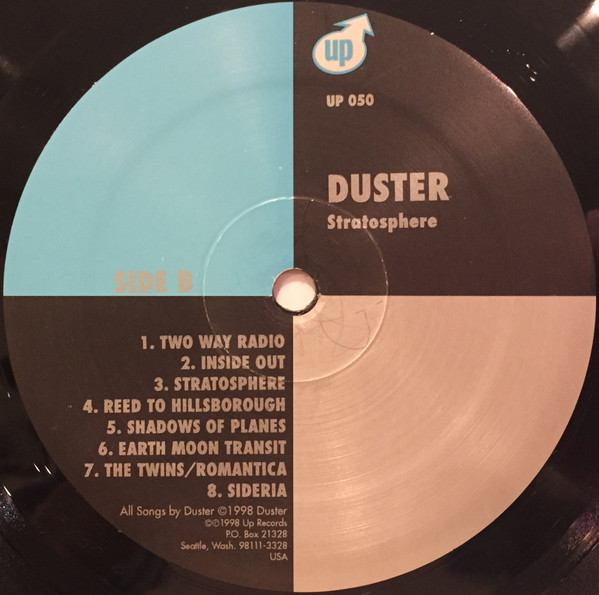 up
UP 050
DUSTER
Stratosphere
SIDE B
1. TWO WAY RADIO
2. INSIDE OUT
3. STRATOSPHERE
4. REED TO HILLSBOROUGH
5. SHADOWS OF PLANES
6. EARTH MOON TRANSIT
7. THE TWINS/ROMANTICA
8. SIDERIA
All Songs by Duster ©1998 Duster
©℗1998 Up Records
P.O. Box 21328
Seattle, Wash. 98111-3328
USA